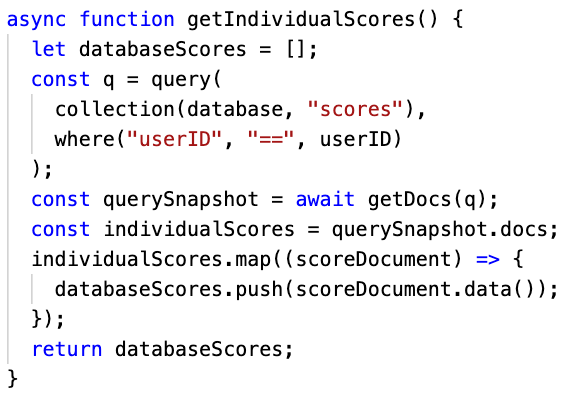 async function getIndividualScores() {
  let databaseScores = [];
  const q = query(
    collection(database, "scores"),
    where("userID", "==", userID)
  );
  const querySnapshot = await getDocs(q);
  const individualScores = querySnapshot.docs;
  individualScores.map((scoreDocument) => {
    databaseScores.push(scoreDocument.data());
  });
  return databaseScores;
}